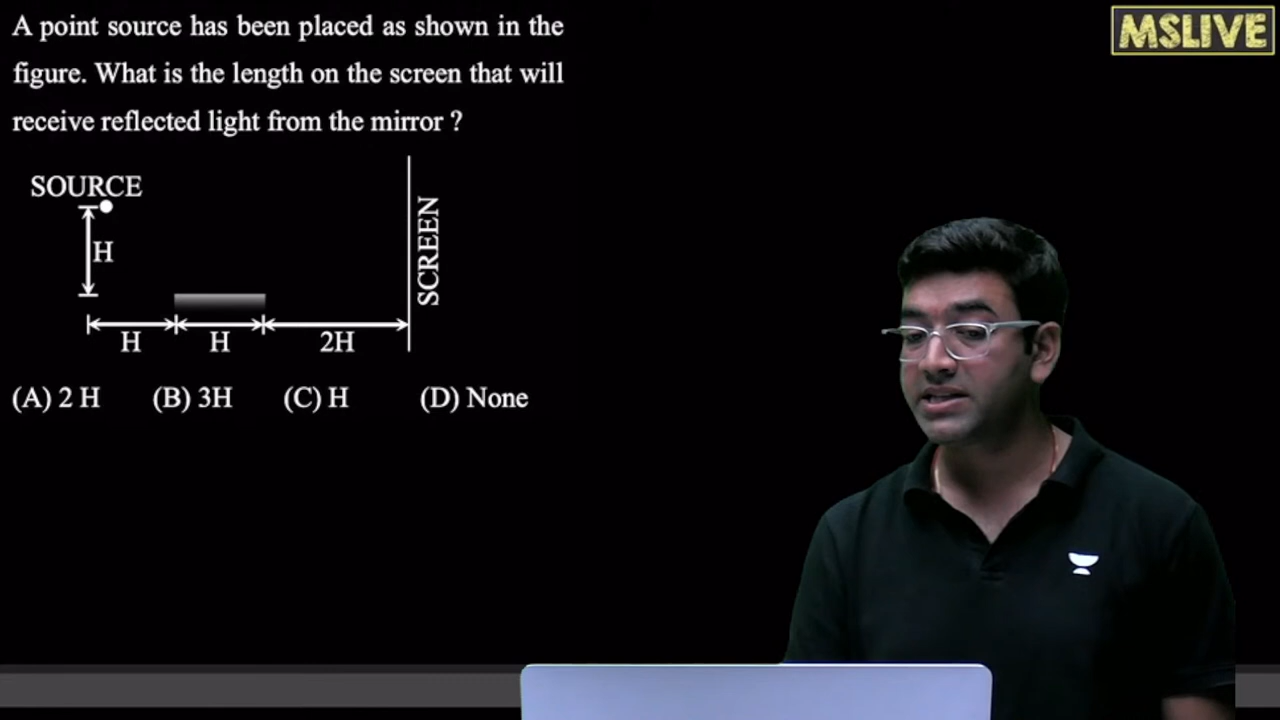 A point source has been placed as shown in the
figure. What is the length on the screen that will
receive reflected light from the mirror ?
MSLIVE
SOURCE
H
SCREEN
H H 2H
(A) 2 H (B) 3H (C) H (D) None